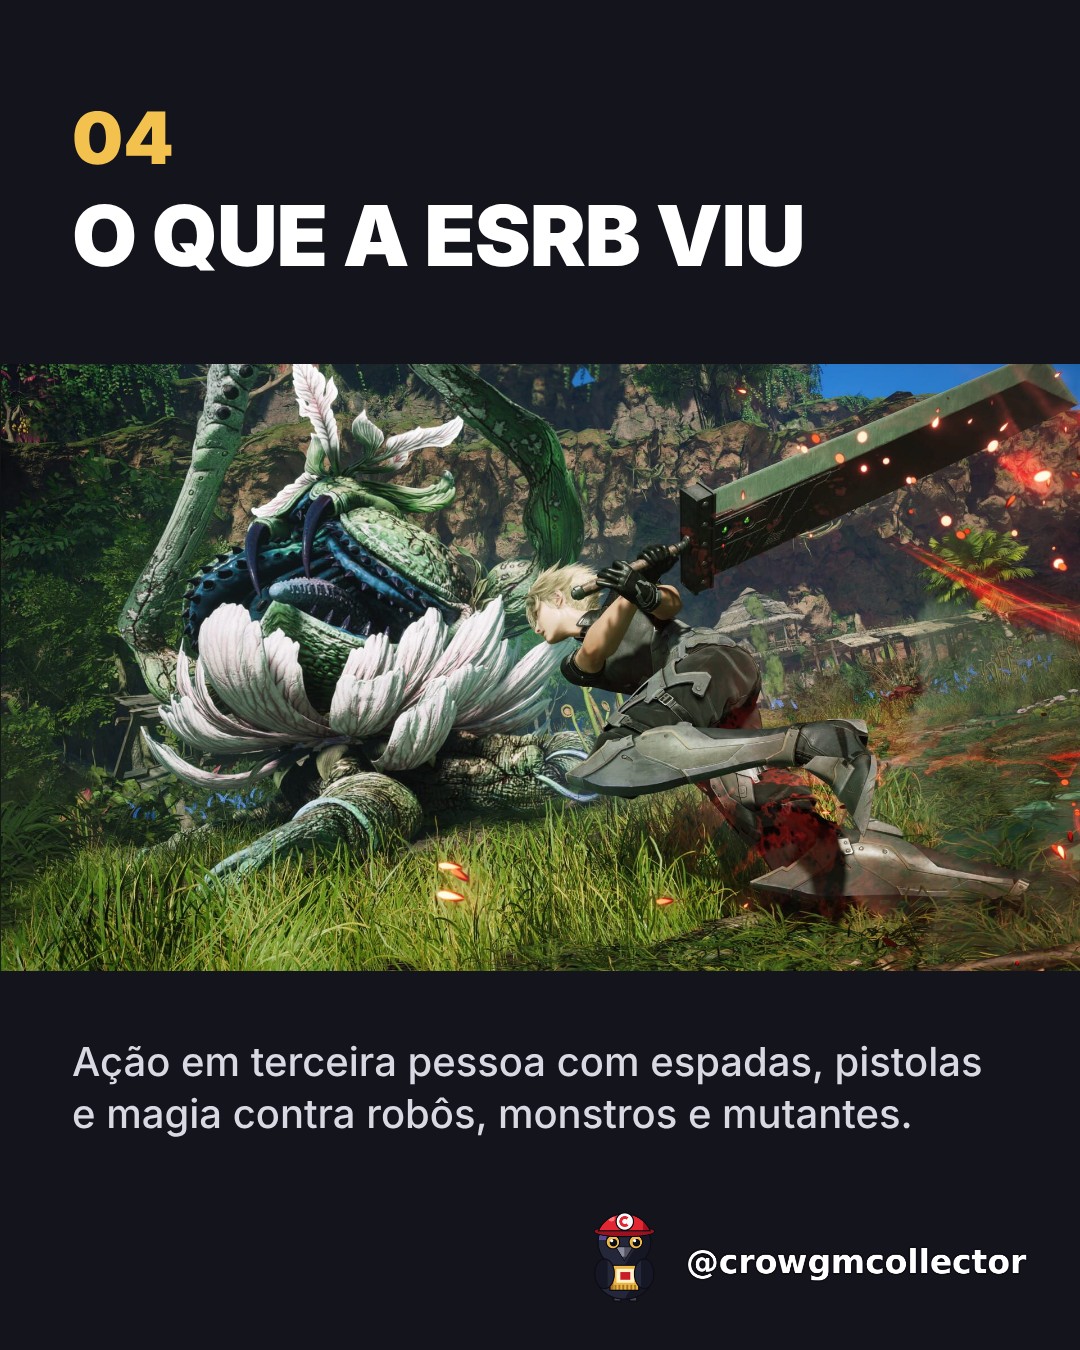 04
O QUE A ESRB VIU
Ação em terceira pessoa com espadas, pistolas
e magia contra robôs, monstros e mutantes.
C
@crowgmcollector